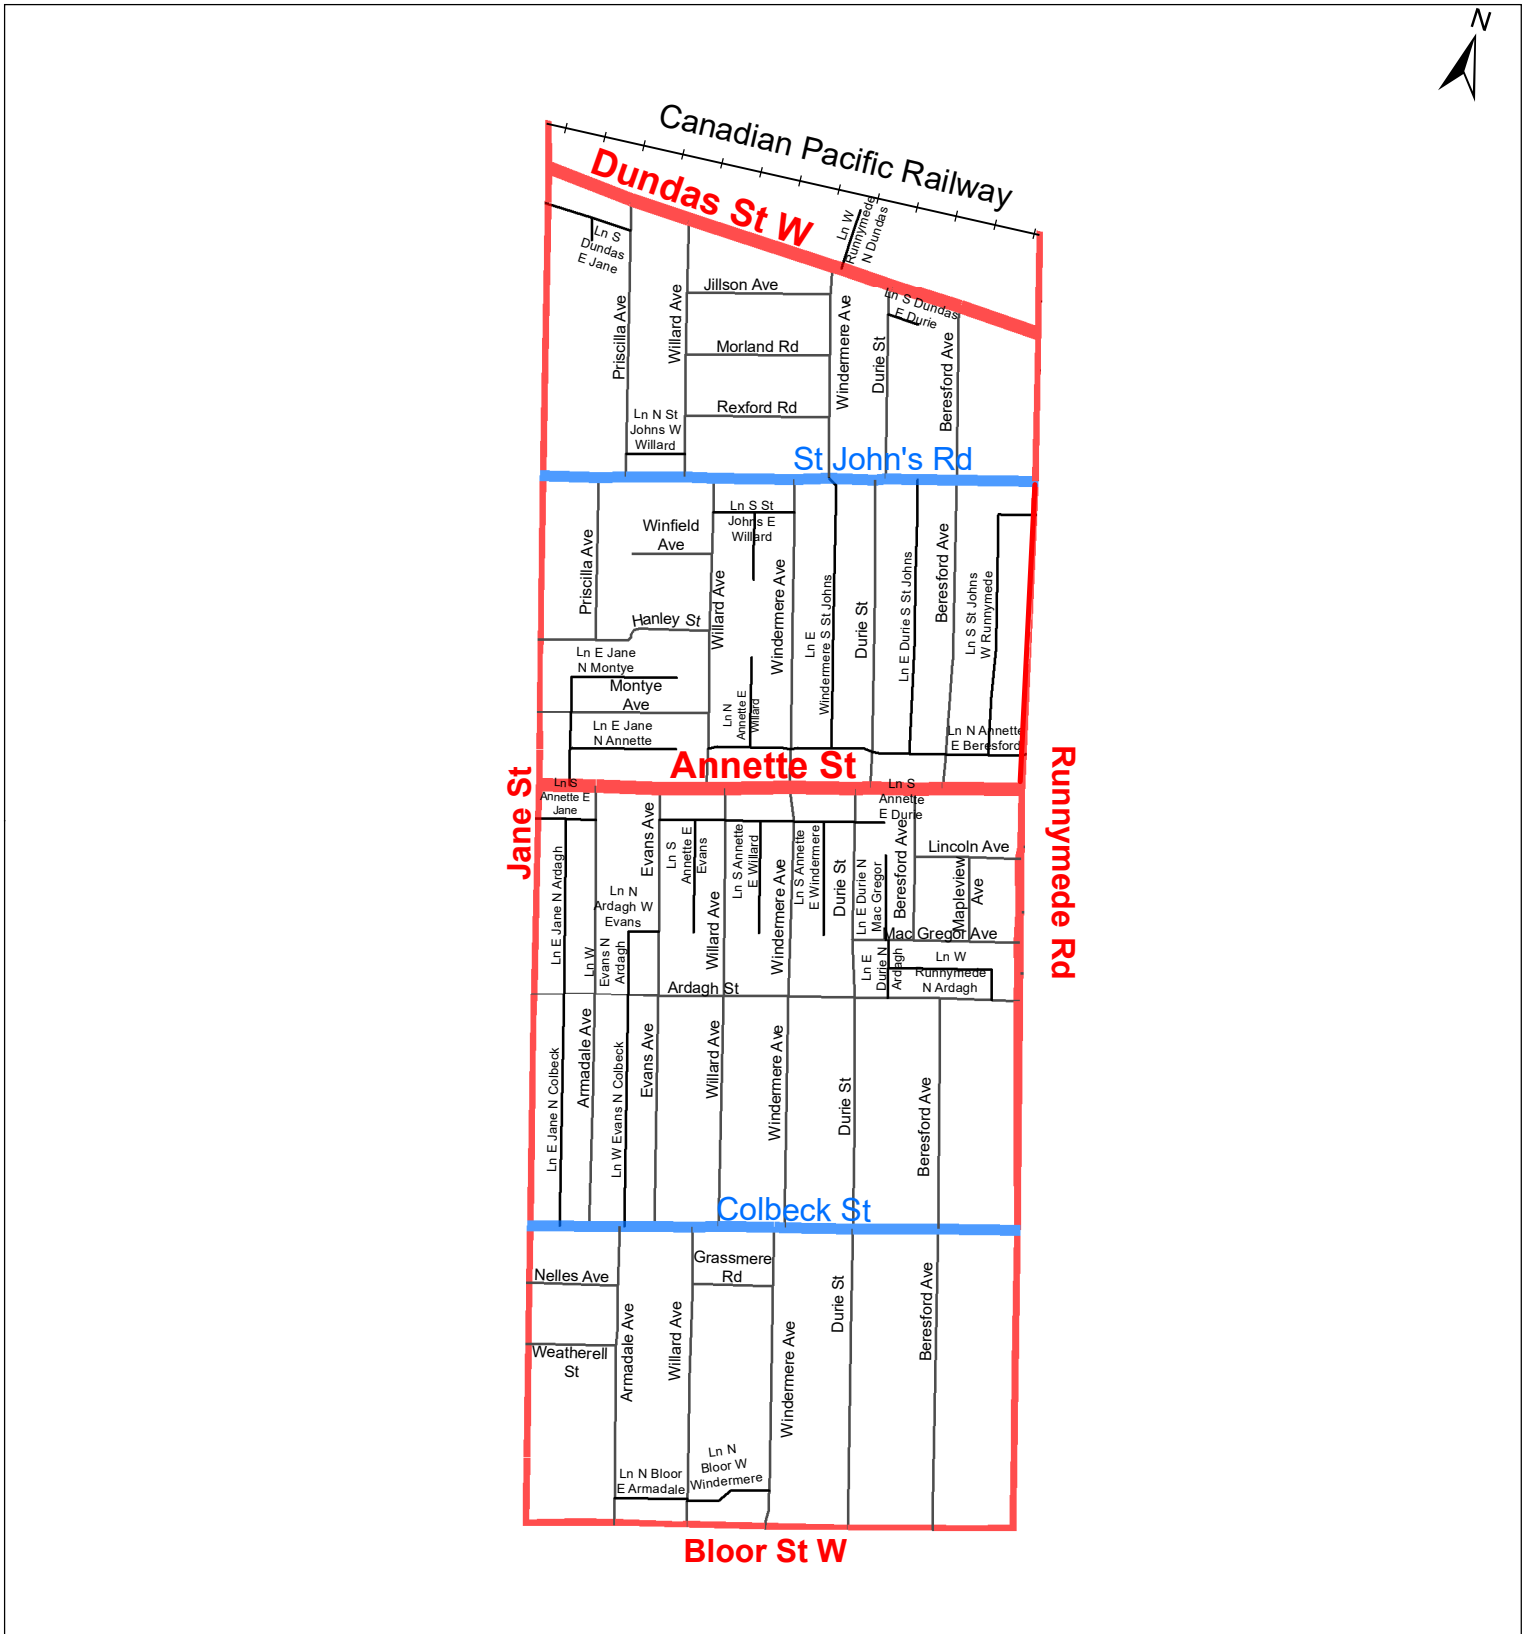 N
Canadian Pacific Railway
Dundas St W
Ln W
Runnymede
N Dundas
Ln S
Dundas
E Jane
Jillson Ave
Ln S Dundas
E Durie
Priscilla Ave
Willard Ave
Windermere Ave
Durie St
Beresford Ave
Morland Rd
Rexford Rd
Ln N St
Johns W
Willard
St John's Rd
Ln S St
Johns E
Willard
Winfield
Ave
Priscilla Ave
Willard Ave
Windermere Ave
Ln E
Windermere S St Johns
Durie St
Ln E Durie S St Johns
Beresford Ave
Ln S St Johns
W Runnymede
Hanley St
Ln E Jane
N Montye
Montye
Ave
Ln N
Annette E
Willard
Ln E Jane
N Annette
Ln N Annette
E Beresford
Annette St
Jane St
Runnymede Rd
Ln S
Annette E
Jane
Ln S
Annette
E Durie
Evans Ave
Ln S
Annette E
Evans
Ln S Annette
E Willard
Ln S Annette
E Windermere
Durie St
Ln E Durie N
Mac Gregor
Beresford Ave
Lincoln Ave
Mapleview
Ave
Ln E Jane N Ardagh
Ln N
Ardagh W
Evans
Willard Ave
Windermere Ave
Mac Gregor Ave
Ln W
Evans N
Ardagh
Ln E
Durie N
Ardagh
Ln W
Runnymede
N Ardagh
Ardagh St
Ln E Jane N Colbeck
Armadale Ave
Ln W Evans N Colbeck
Evans Ave
Willard Ave
Windermere Ave
Durie St
Beresford Ave
Colbeck St
Grassmere
Rd
Nelles Ave
Weatherell
St
Armadale Ave
Willard Ave
Windermere Ave
Durie St
Beresford Ave
Ln N Bloor
E Armadale
Ln N
Bloor W
Windermere
Bloor St W